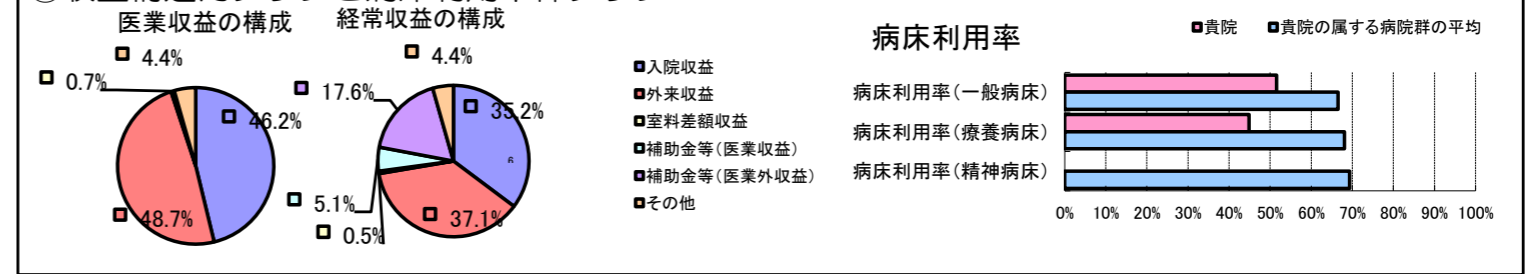 医業収益の構成
4.4%
0.7%
46.2%
48.7%
経常収益の構成
4.4%
17.6%
35.2%
6
5.1%
37.1%
0.5%
入院収益
外来収益
室料差額収益
補助金等(医業収益)
補助金等(医業外収益)
その他
病床利用率
貴院 貴院の属する病院群の平均
病床利用率(一般病床)
病床利用率(療養病床)
病床利用率(精神病床)
0% 10% 20% 30% 40% 50% 60% 70% 80% 90% 100%